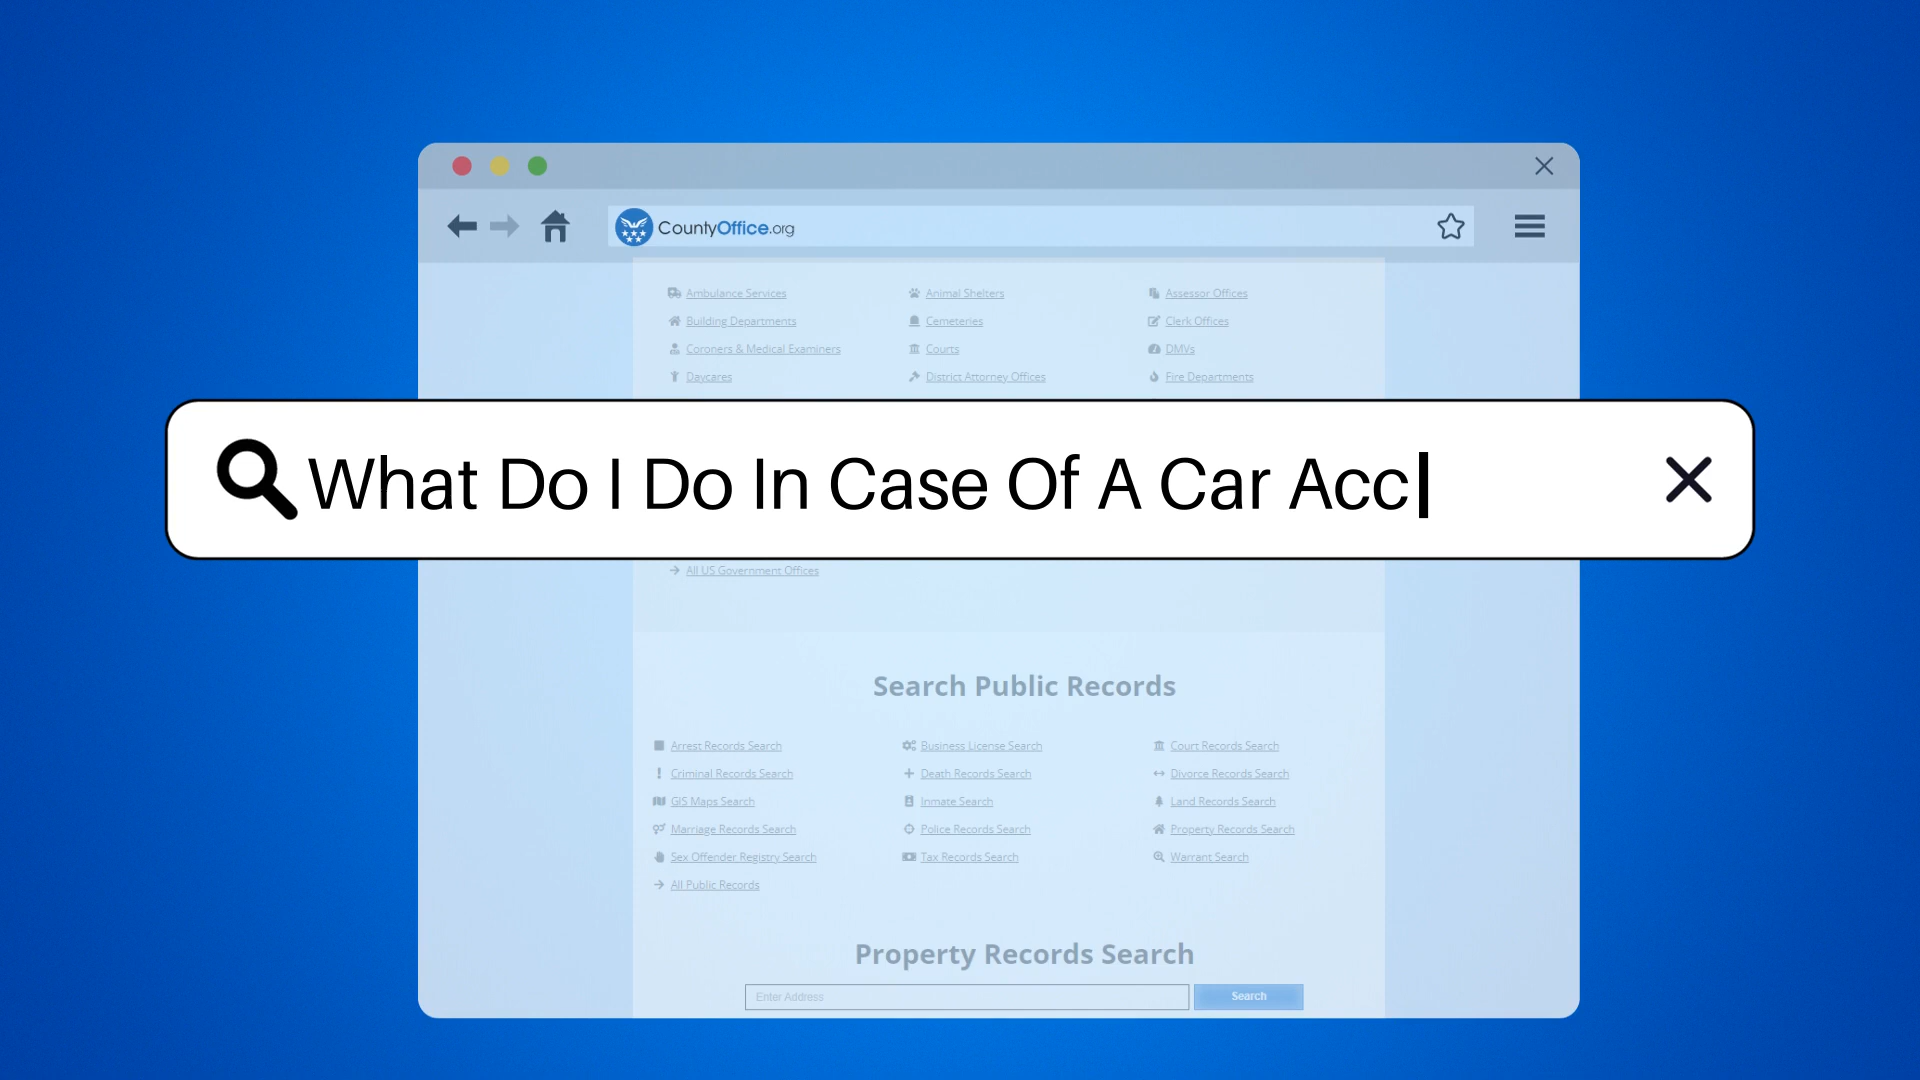 CountyOffice.org
Ambulance Services Animal Shelters Assessor Offices
Building Departments Cemeteries Clerk Offices
Coroners & Medical Examiners Courts DMVs
Daycares District Attorney Offices Fire Departments
What Do I Do In Case Of A Car Acc
All US Government Offices
Search Public Records
Arrest Records Search Business License Search Court Records Search
Criminal Records Search Death Records Search Divorce Records Search
GIS Maps Search Inmate Search Land Records Search
Marriage Records Search Police Records Search Property Records Search
Sex Offender Registry Search Tax Records Search Warrant Search
All Public Records
Property Records Search
Enter Address Search